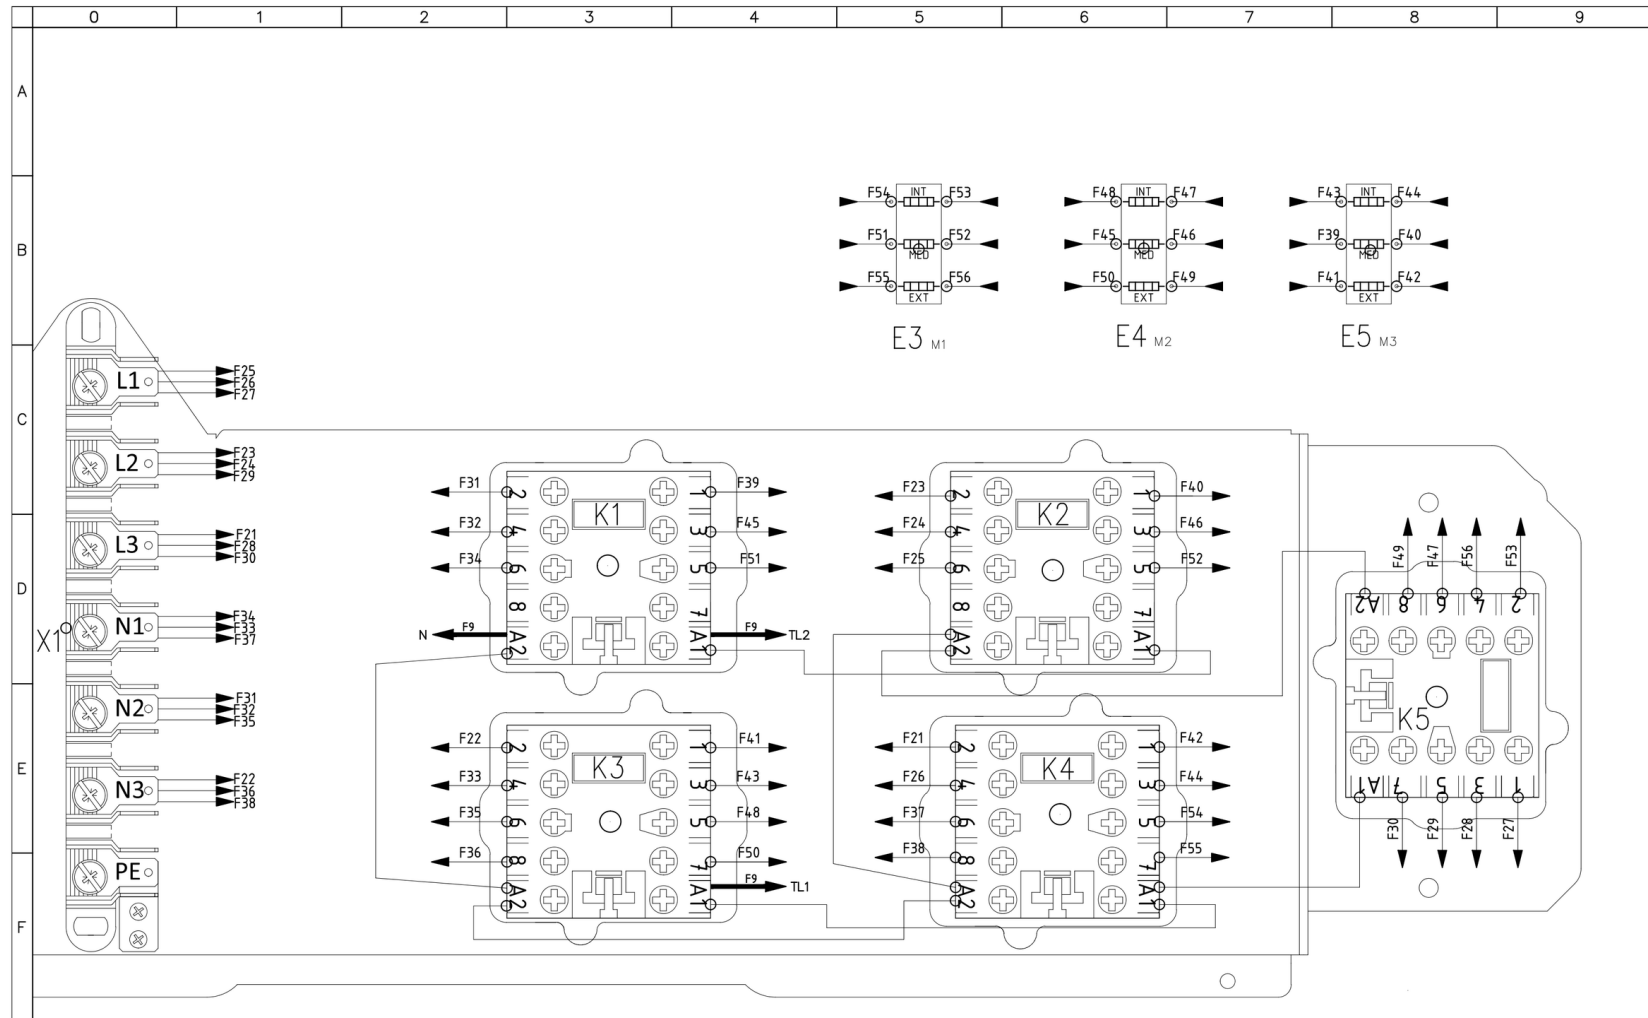 0 1 2 3 4 5 6 7 8 9
A
B
C
D
E
F
F54 INT F53
F51 MED F52
F55 EXT F56
E3 M1
F48 INT F47
F45 MED F46
F50 EXT F49
E4 M2
F43 INT F44
F39 MED F40
F41 EXT F42
E5 M3
X1
L1
F25
F26
F27
L2
F23
F24
F29
L3
F21
F28
F30
N1
F34
F33
F37
N2
F31
F32
F35
N3
F22
F36
F38
PE
K1
F31 2 1 F39
F32 4 3 F45
F34 6 5 F51
8 7
N F9 A2 A1 F9 TL2
K2
F23 2 1 F40
F24 4 3 F46
F25 6 5 F52
8 7
A2 A1
K3
F22 2 1 F41
F33 4 3 F43
F35 6 5 F48
F36 8 7 F50
A2 A1 F9 TL1
K4
F21 2 1 F42
F26 4 3 F44
F37 6 5 F54
F38 8 7 F55
A2 A1
F49 F47 F56 F53
A2 8 6 4 2
K5
A1 7 5 3 1
F30 F29 F28 F27